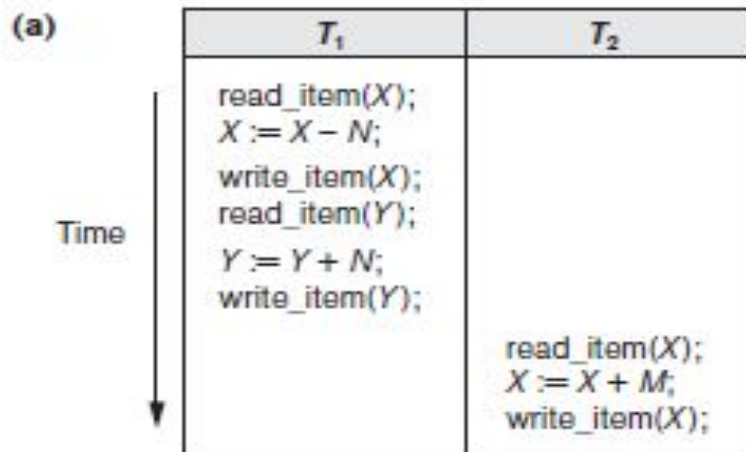 (a)
T₁ T₂
read_item(X);
X := X – N;
write_item(X);
read_item(Y);
Time
Y := Y + N;
write_item(Y);
read_item(X);
X := X + M;
write_item(X);